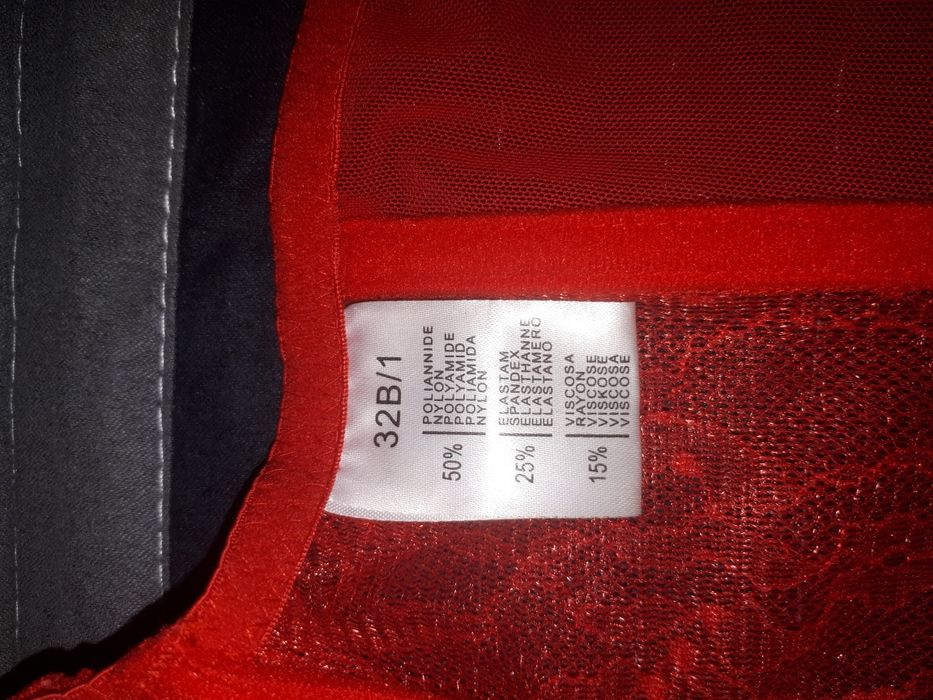 32B/1
50%
POLIANNIDE
NYLON
POLYAMIDE
POLYAMID
POLIAMIDA
NYLON
25%
ELASTAM
SPANDEX
ELASTHANNE
ELASTAMERO
ELASTANO
15%
VISCOSA
RAYON
VISCOSE
VISKOSE
VISCOSA
VISCOSE